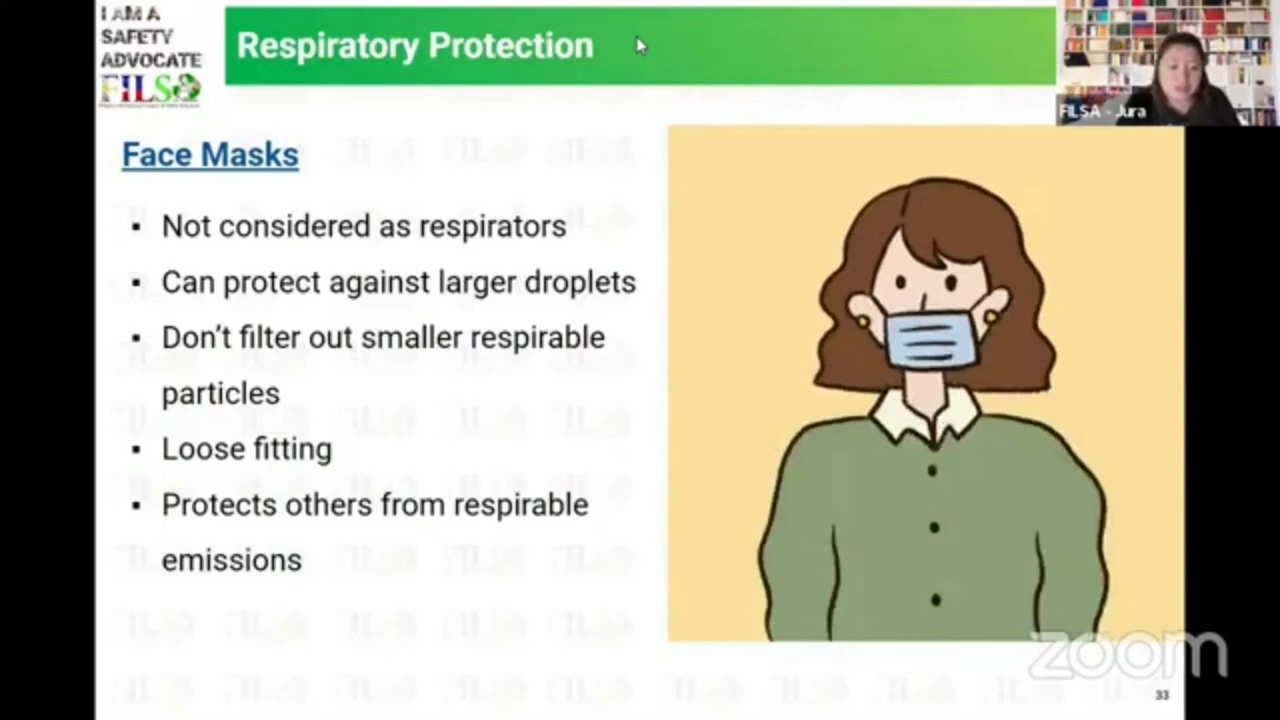 I AM A
SAFETY
ADVOCATE
FILSA
Respiratory Protection
FILSA - Jura
Face Masks
▪ Not considered as respirators
▪ Can protect against larger droplets
▪ Don’t filter out smaller respirable
particles
▪ Loose fitting
▪ Protects others from respirable
emissions
zoom
33